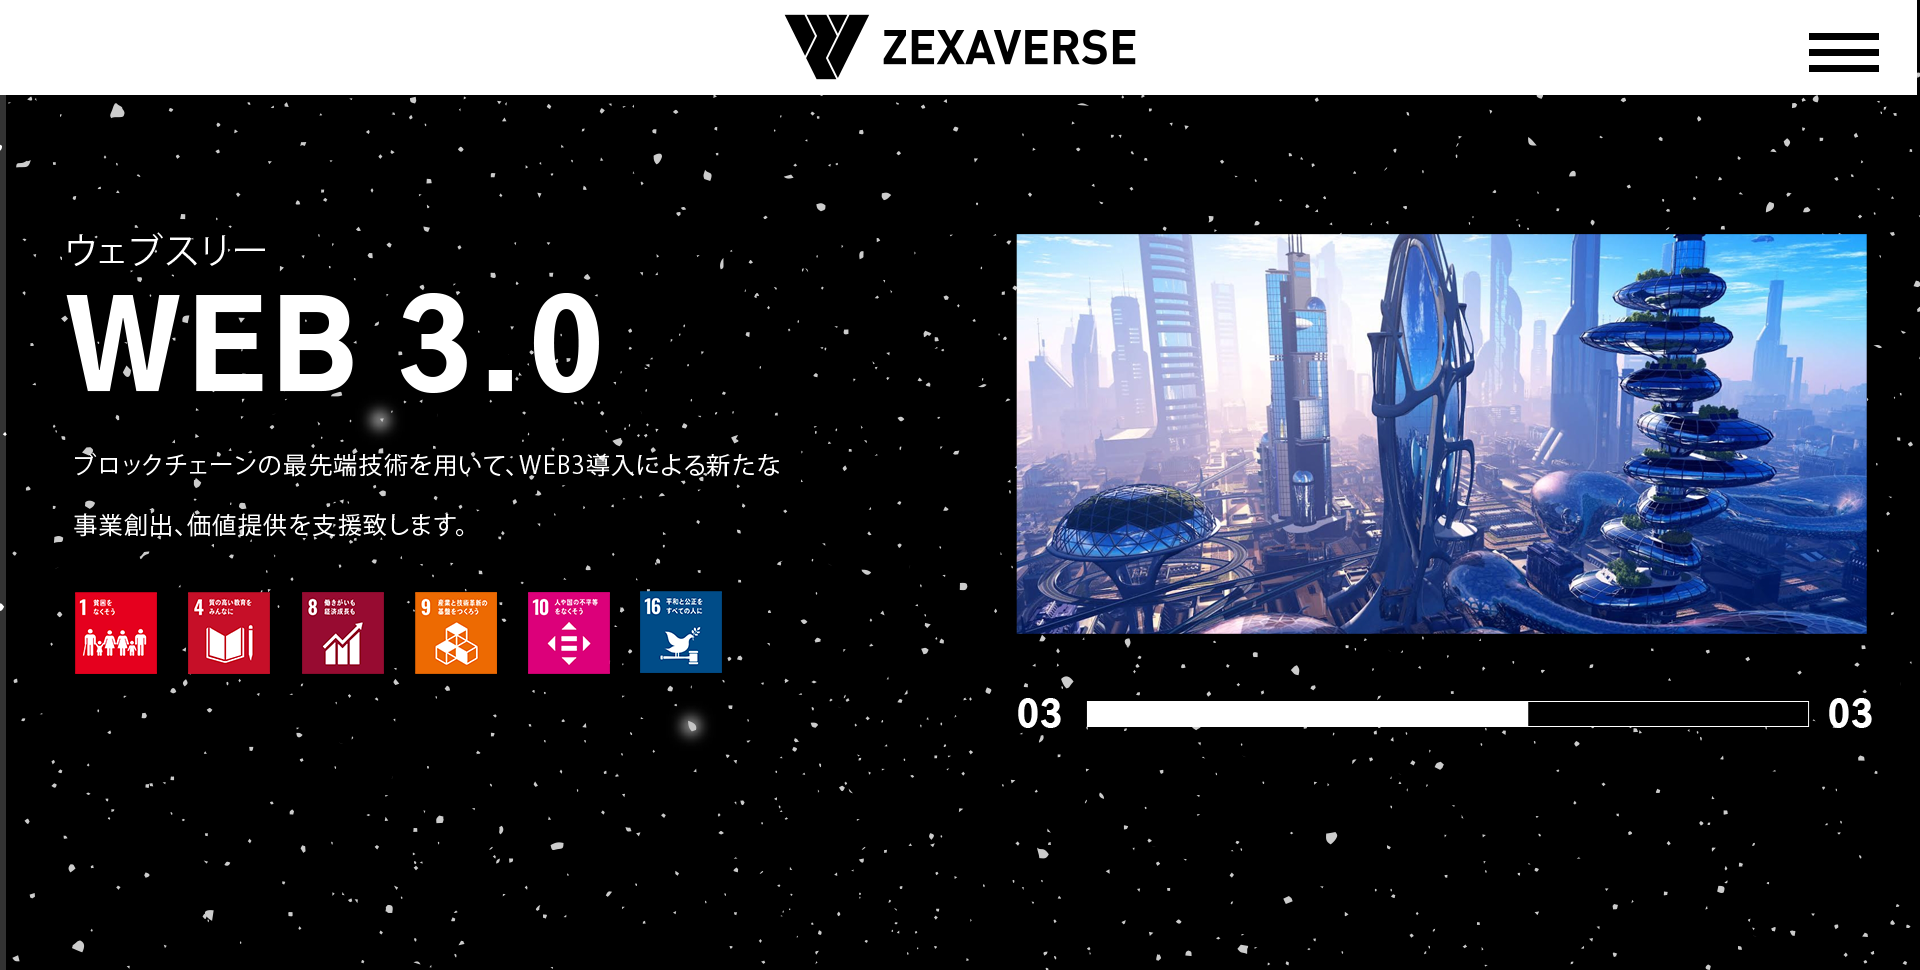 ZEXAVERSE
ウェブスリー
WEB 3.0
ブロックチェーンの最先端技術を用いて、WEB3導入による新たな
事業創出、価値提供を支援致します。
1 貧困を
なくそう
4 質の高い教育を
みんなに
8 働きがいも
経済成長も
9 産業と技術革新の
基盤をつくろう
10 人や国の不平等
をなくそう
16 平和と公正を
すべての人に
03
03